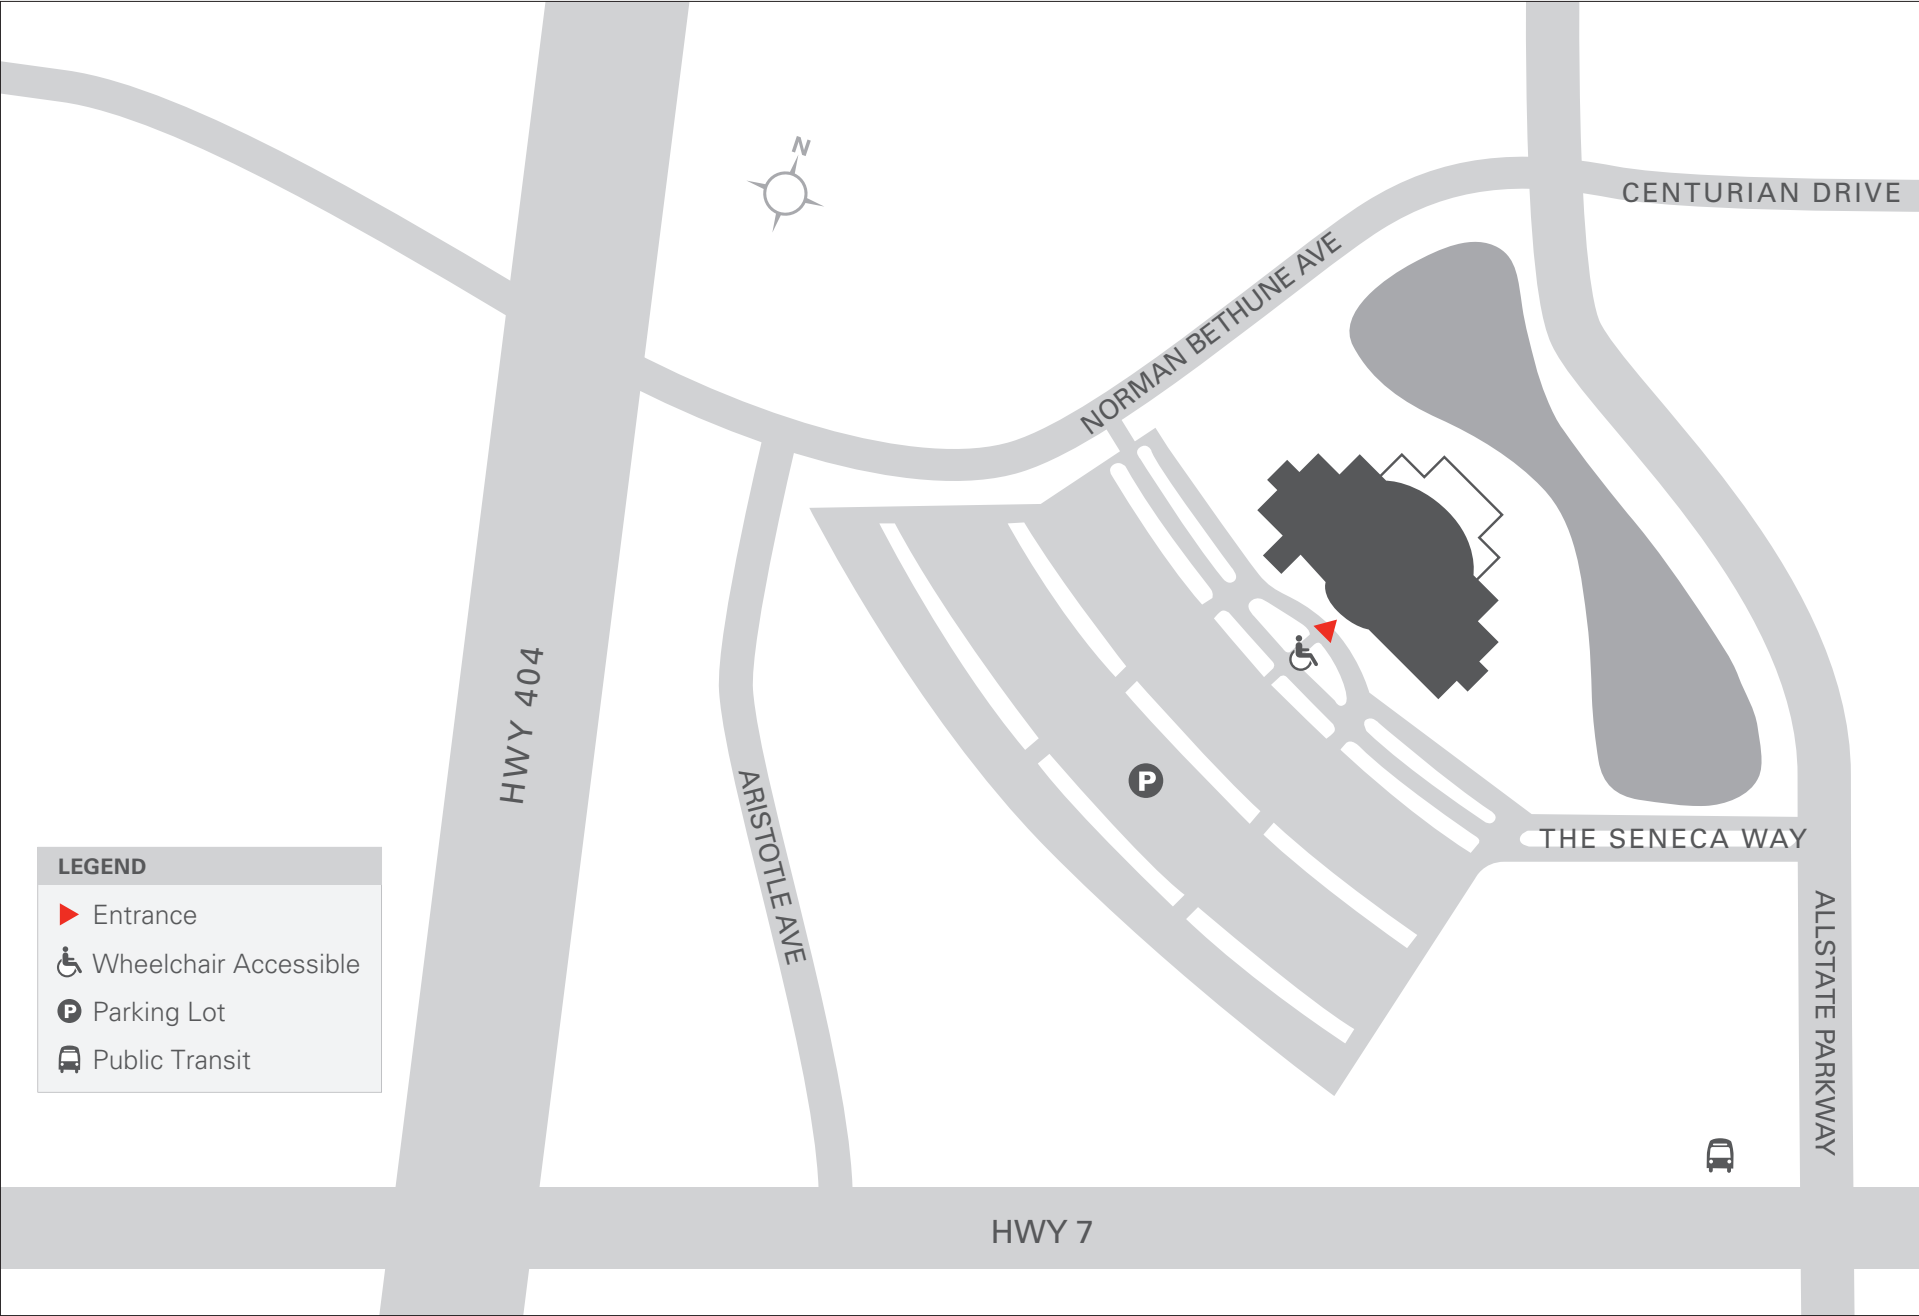 N
CENTURIAN DRIVE
NORMAN BETHUNE AVE
HWY 404
P
ARISTOTLE AVE
THE SENECA WAY
ALLSTATE PARKWAY
LEGEND
Entrance
Wheelchair Accessible
P Parking Lot
Public Transit
HWY 7